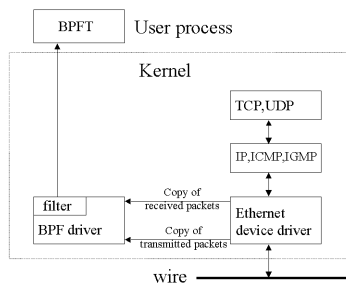 BPFT
User process
Kernel
TCP,UDP
IP,ICMP,IGMP
filter
BPF driver
Copy of
received packets
Copy of
transmitted packets
Ethernet
device driver
wire